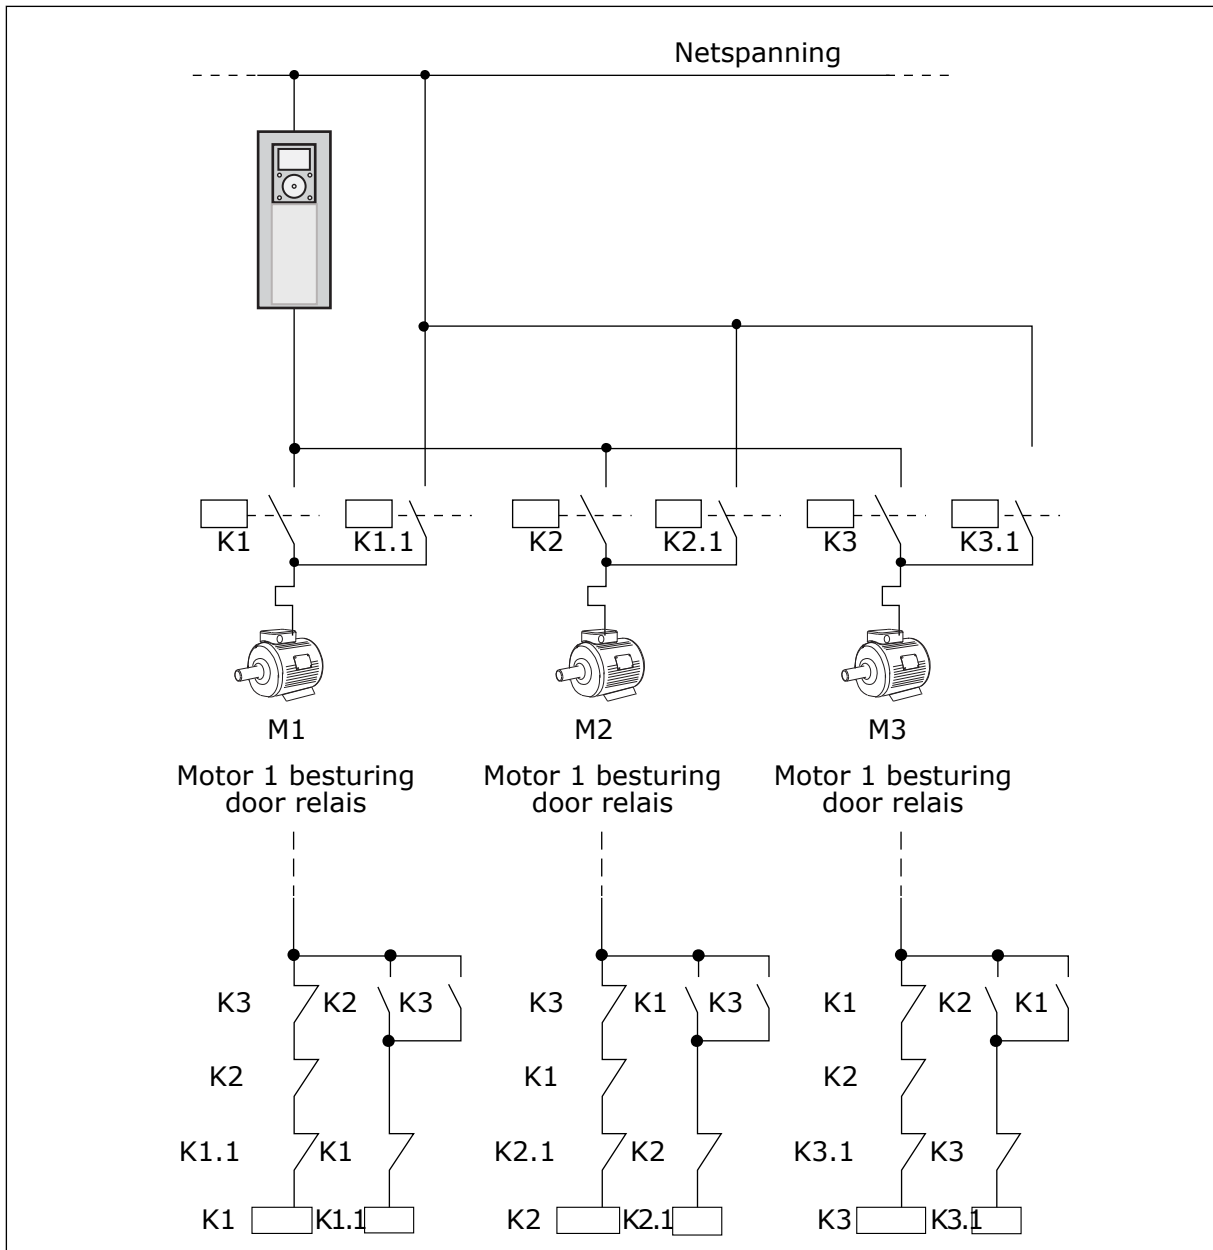 Netspanning
K1 K1.1 K2 K2.1 K3 K3.1
M1 M2 M3
Motor 1 besturing Motor 1 besturing Motor 1 besturing
door relais door relais door relais
K3 K2 K3 K3 K1 K3 K1 K2 K1
K2 K1 K2
K1.1 K1 K2.1 K2 K3.1 K3
K1 K1.1 K2 K2.1 K3 K3.1